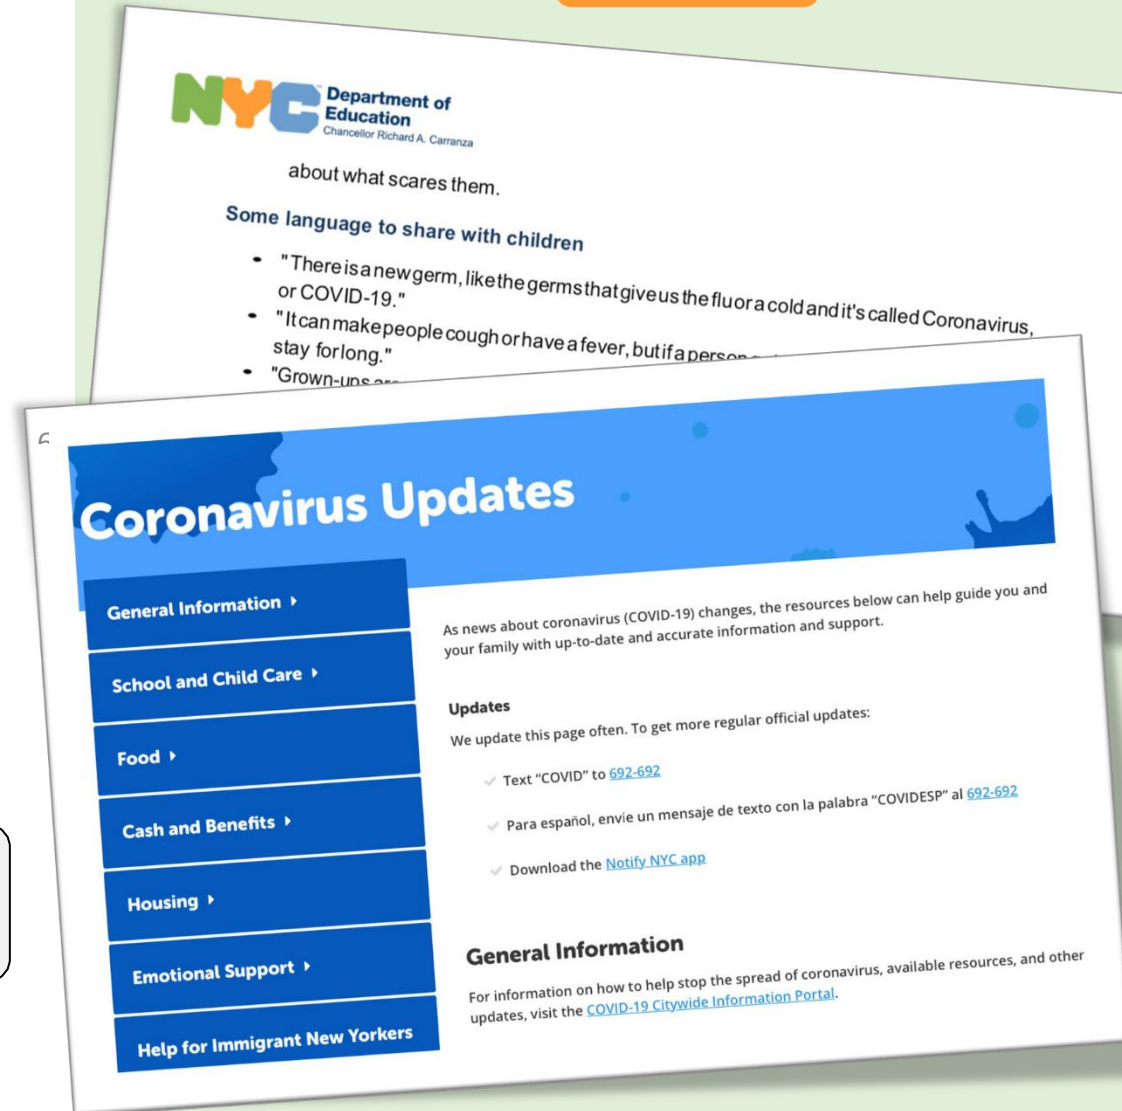 NYC Department of
Education
Chancellor Richard A. Carranza
about what scares them.
Some language to share with children
• "There is a new germ, like the germs that give us the flu or a cold and it's called Coronavirus,
or COVID-19."
• "It can make people cough or have a fever, but if a person
stay for long."
• "Grown-ups are
Coronavirus Updates
General Information
School and Child Care
Food
Cash and Benefits
Housing
Emotional Support
Help for Immigrant New Yorkers
As news about coronavirus (COVID-19) changes, the resources below can help guide you and
your family with up-to-date and accurate information and support.
Updates
We update this page often. To get more regular official updates:
Text “COVID” to 692-692
Para español, envie un mensaje de texto con la palabra “COVIDESP” al 692-692
Download the Notify NYC app
General Information
For information on how to help stop the spread of coronavirus, available resources, and other
updates, visit the COVID-19 Citywide Information Portal.